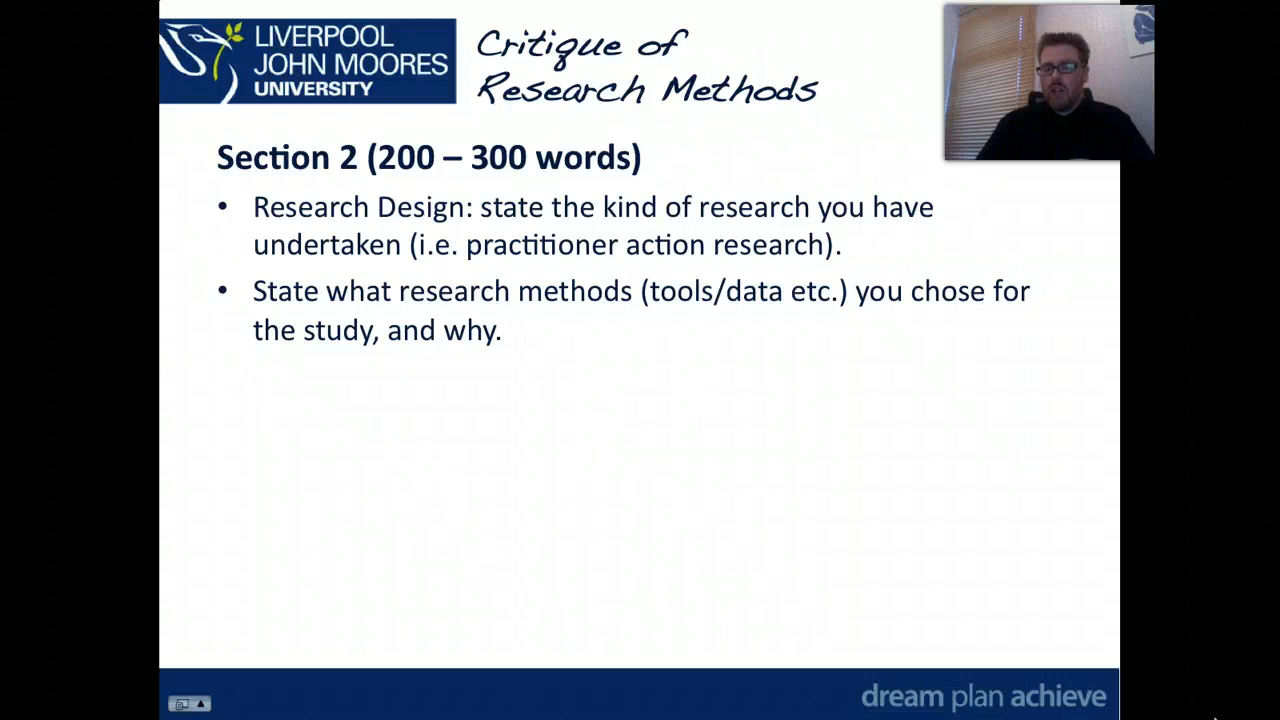 LIVERPOOL
JOHN MOORES
UNIVERSITY
Critique of
Research Methods
Section 2 (200 – 300 words)
• Research Design: state the kind of research you have
undertaken (i.e. practitioner action research).
• State what research methods (tools/data etc.) you chose for
the study, and why.
dream plan achieve